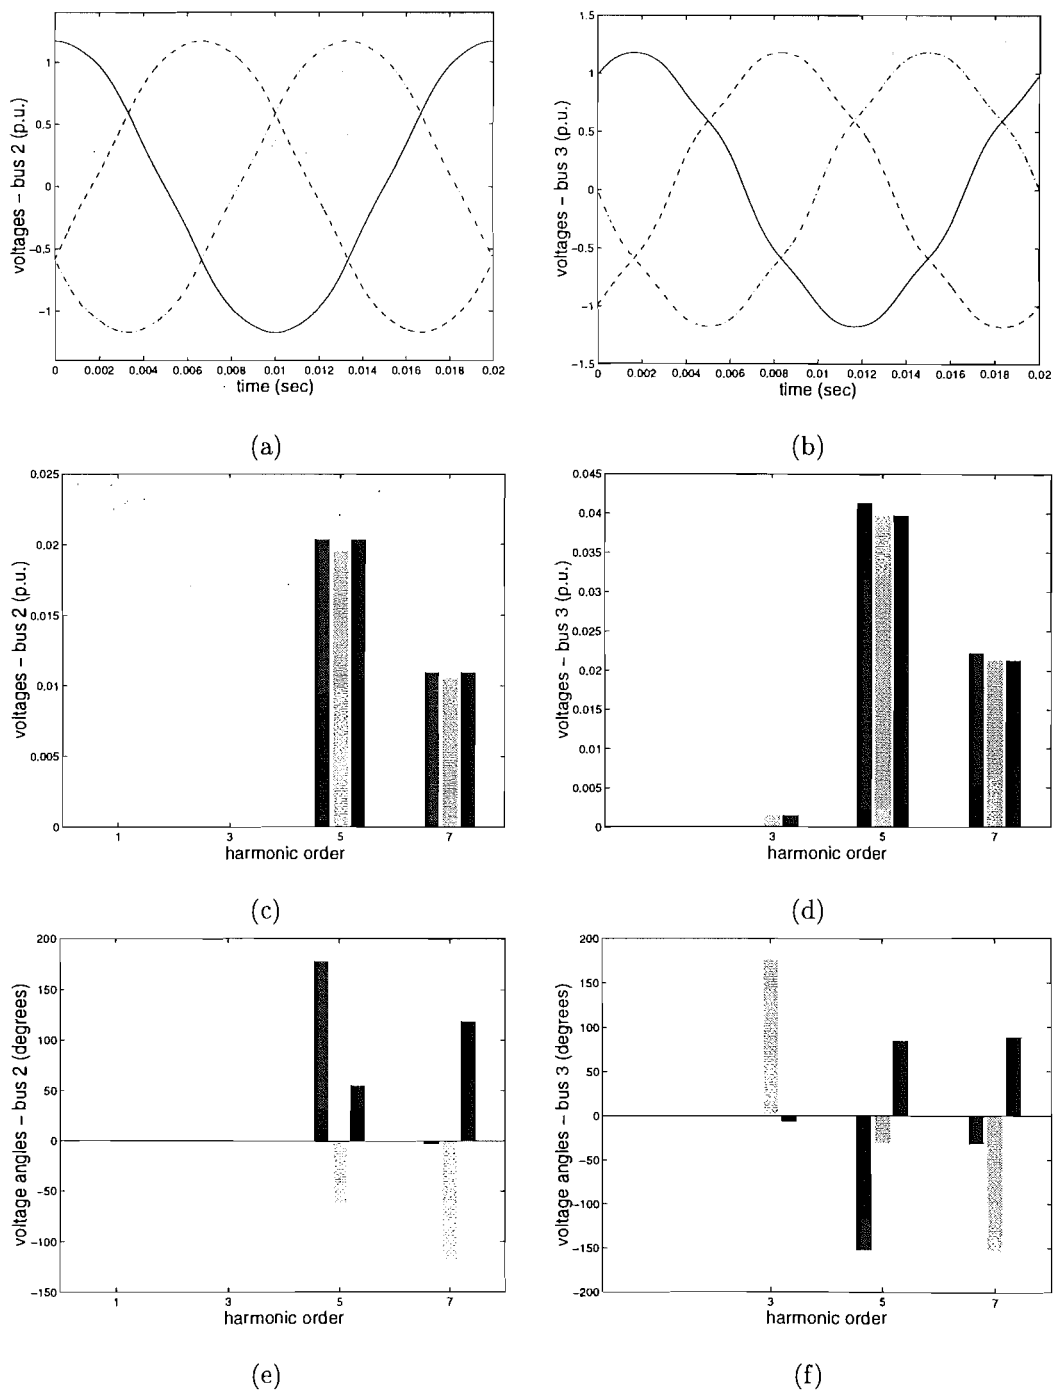 voltages – bus 2 (p.u.)
1
0.5
0
−0.5
−1
0 0.002 0.004 0.006 0.008 0.01 0.012 0.014 0.016 0.018 0.02
time (sec)
(a)
voltages – bus 3 (p.u.)
1.5
1
0.5
0
−0.5
−1
−1.5
0 0.002 0.004 0.006 0.008 0.01 0.012 0.014 0.016 0.018 0.02
time (sec)
(b)
voltages – bus 2 (p.u.)
0.025
0.02
0.015
0.01
0.005
0
1 3 5 7
harmonic order
(c)
voltages – bus 3 (p.u.)
0.045
0.04
0.035
0.03
0.025
0.02
0.015
0.01
0.005
0
3 5 7
harmonic order
(d)
voltage angles – bus 2 (degrees)
200
150
100
50
0
−50
−100
−150
1 3 5 7
harmonic order
(e)
voltage angles – bus 3 (degrees)
200
150
100
50
0
−50
−100
−150
−200
3 5 7
harmonic order
(f)